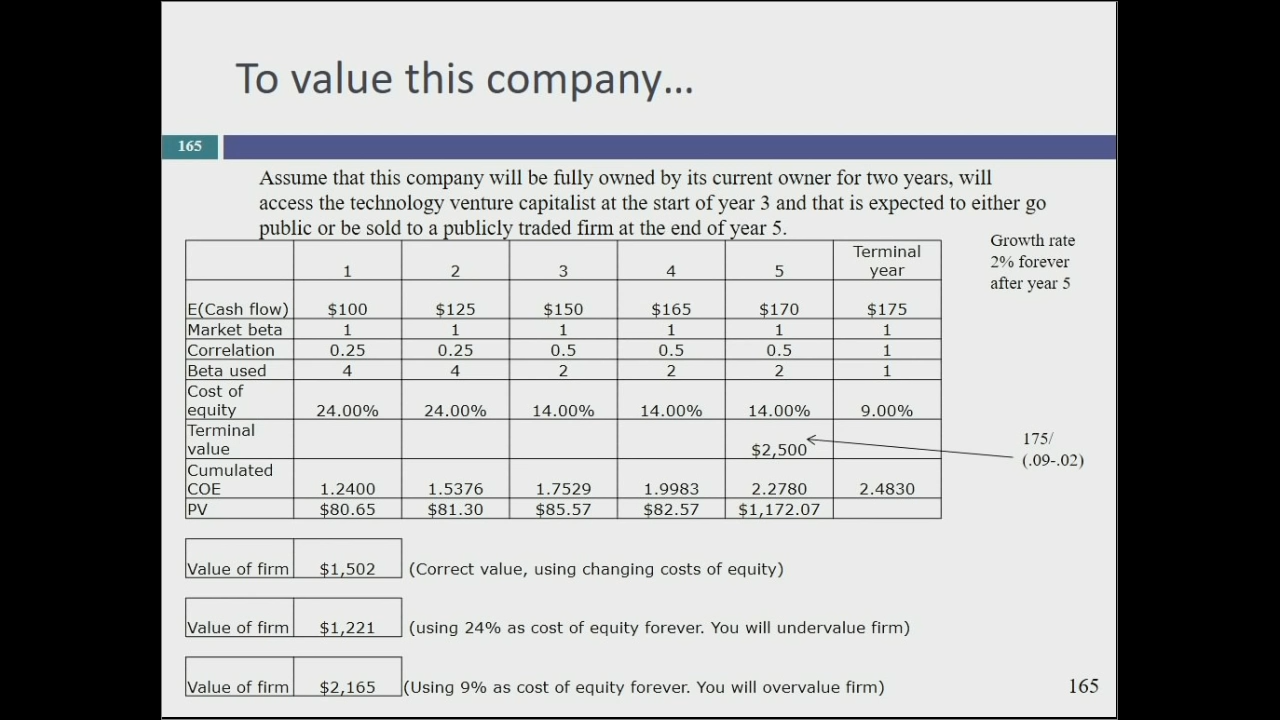 To value this company...
165
Assume that this company will be fully owned by its current owner for two years, will
access the technology venture capitalist at the start of year 3 and that is expected to either go
public or be sold to a publicly traded firm at the end of year 5.
Growth rate
2% forever
after year 5
1 2 3 4 5 Terminal year
E(Cash flow) $100 $125 $150 $165 $170 $175
Market beta 1 1 1 1 1 1
Correlation 0.25 0.25 0.5 0.5 0.5 1
Beta used 4 4 2 2 2 1
Cost of
equity 24.00% 24.00% 14.00% 14.00% 14.00% 9.00%
Terminal
value $2,500
175/
(.09-.02)
Cumulated
COE 1.2400 1.5376 1.7529 1.9983 2.2780 2.4830
PV $80.65 $81.30 $85.57 $82.57 $1,172.07
Value of firm $1,502 (Correct value, using changing costs of equity)
Value of firm $1,221 (using 24% as cost of equity forever. You will undervalue firm)
Value of firm $2,165 (Using 9% as cost of equity forever. You will overvalue firm)
165